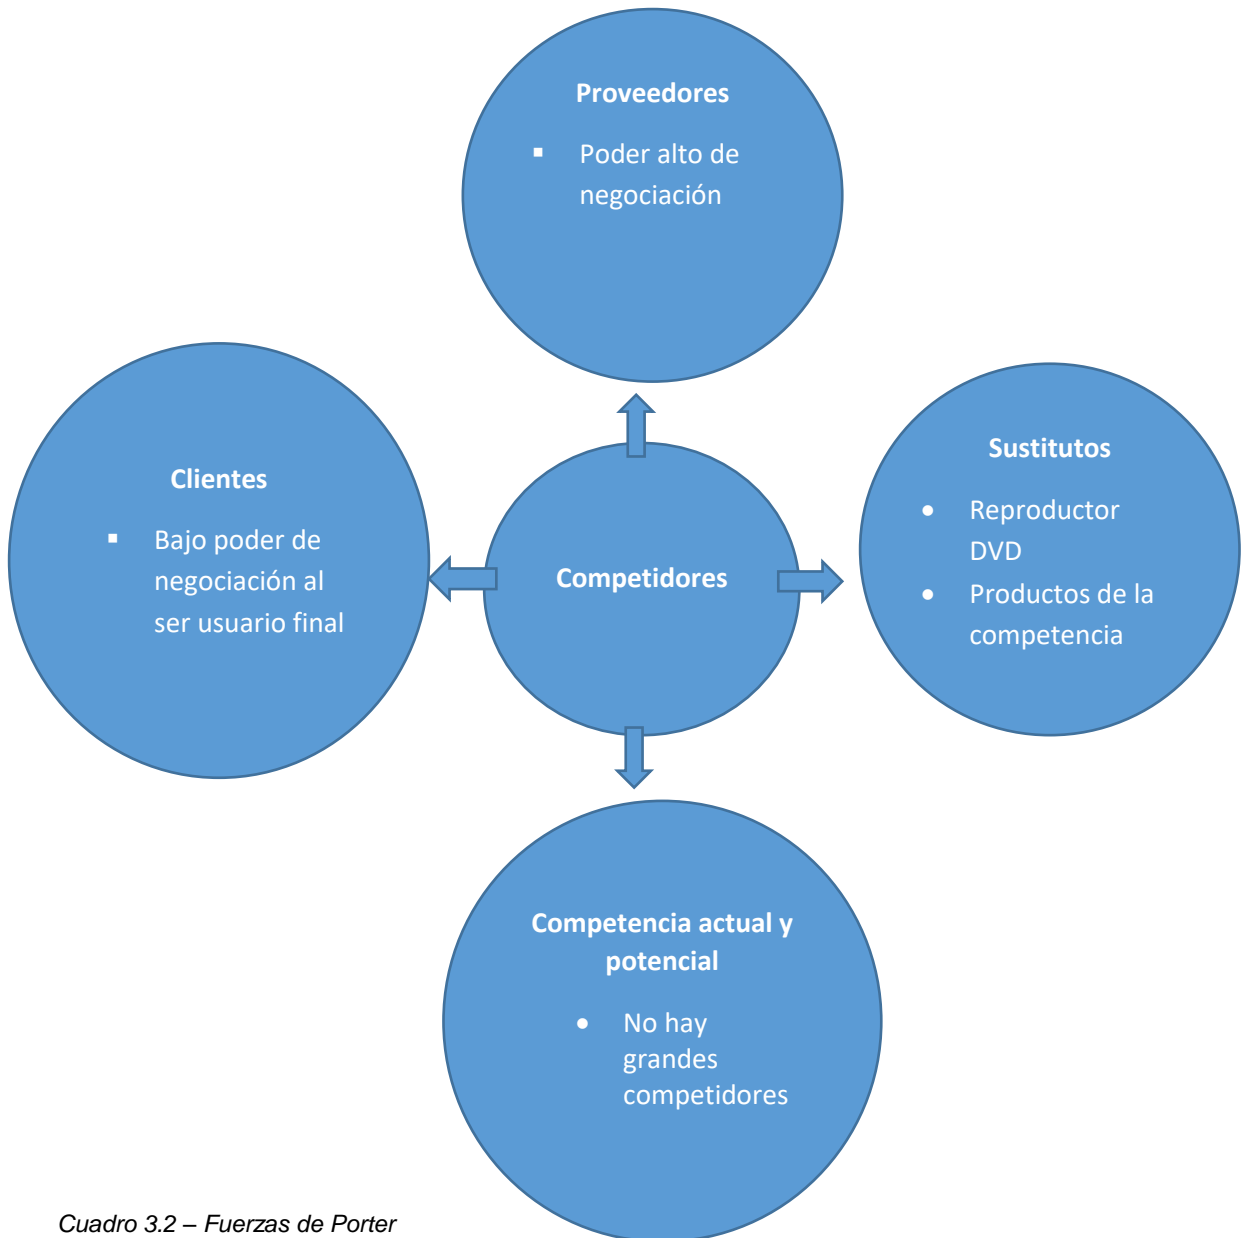 Proveedores
▪ Poder alto de
negociación
Clientes
▪ Bajo poder de
negociación al
ser usuario final
Competidores
Sustitutos
• Reproductor
DVD
• Productos de la
competencia
Competencia actual y
potencial
• No hay
grandes
competidores
Cuadro 3.2 – Fuerzas de Porter